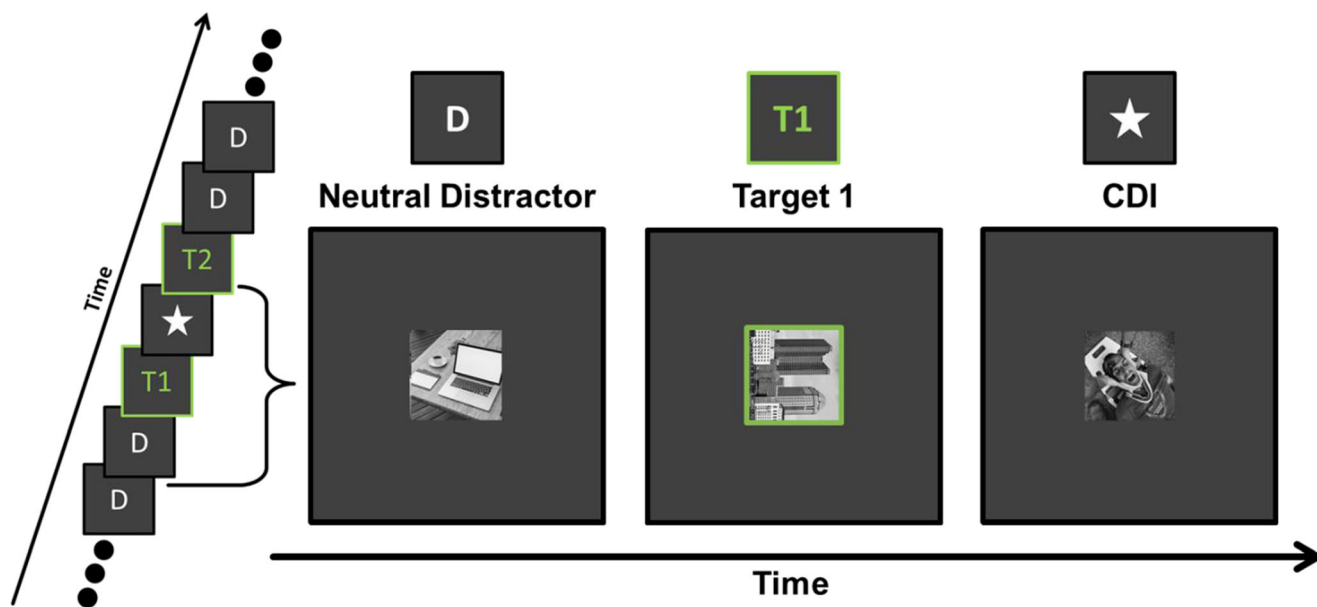 Time
D
D
T2
★
T1
D
D
D
T1
★
Neutral Distractor
Target 1
CDI
Time